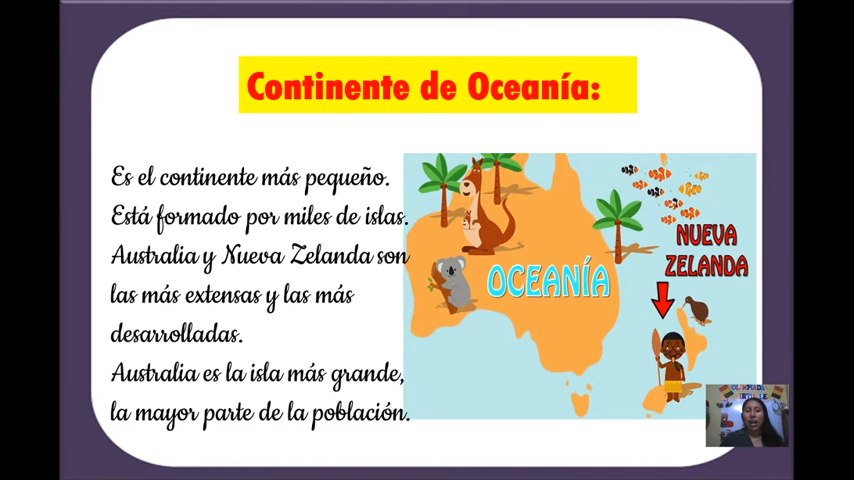 Continente de Oceanía:
Es el continente más pequeño.
Está formado por miles de islas.
Australia y Nueva Zelanda son
las más extensas y las más
desarrolladas.
Australia es la isla más grande,
la mayor parte de la población.
OCEANÍA
NUEVA
ZELANDA
OLIMPIADA